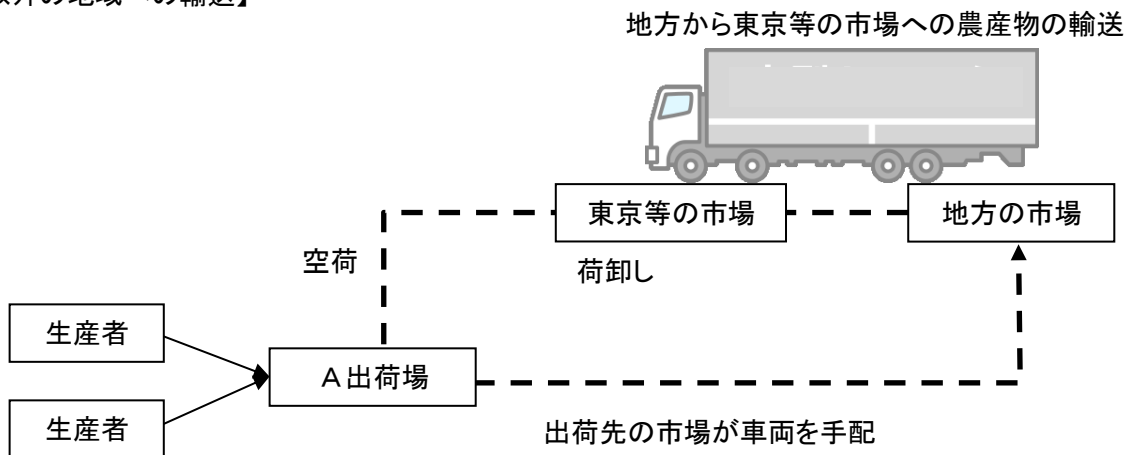 地方から東京等の市場への農産物の輸送
東京等の市場
地方の市場
空荷
荷卸し
生産者
A出荷場
生産者
出荷先の市場が車両を手配